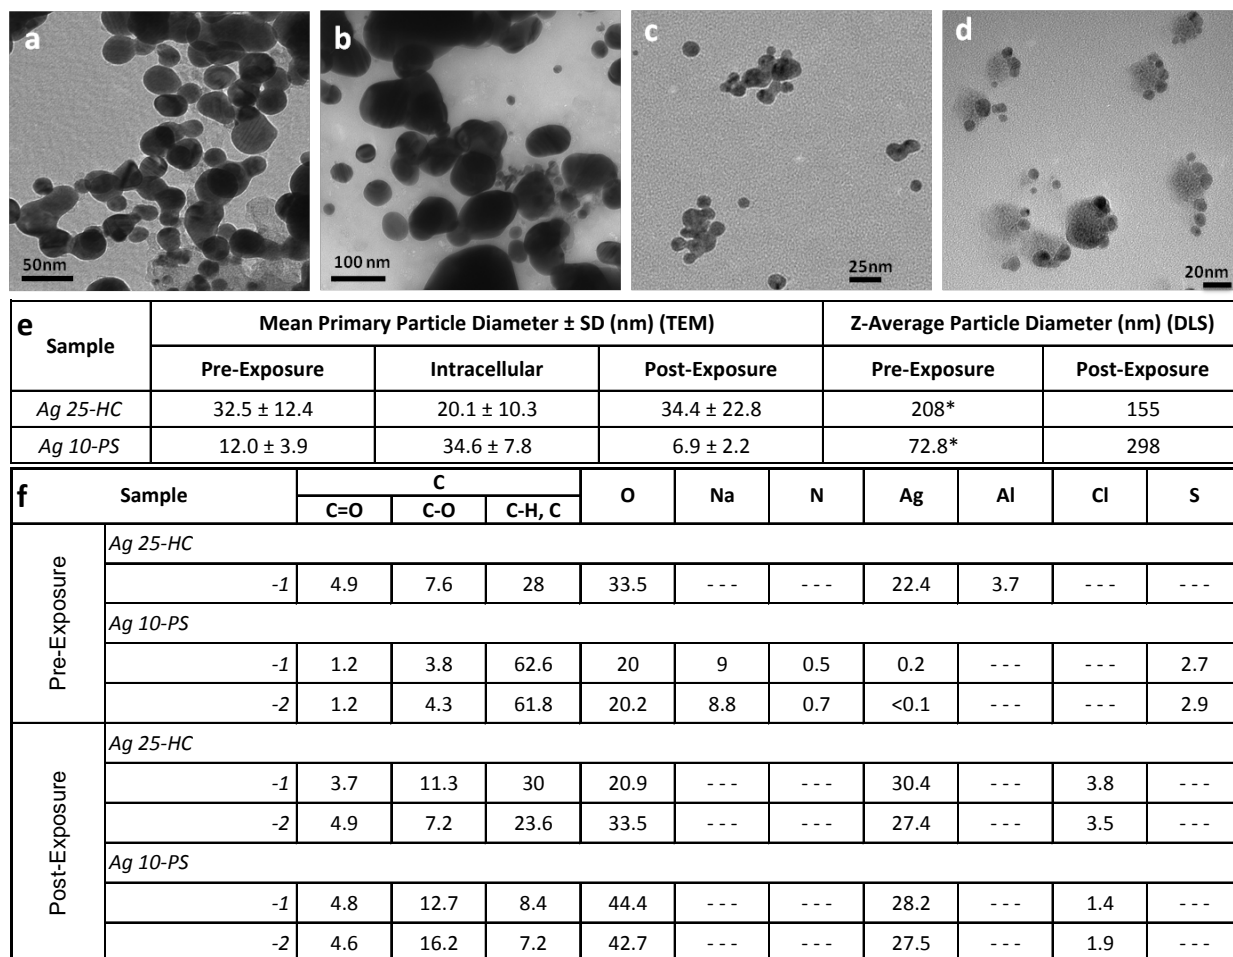 a b c d
50nm 100 nm 25nm 20nm
e Sample Mean Primary Particle Diameter ± SD (nm) (TEM) Z-Average Particle Diameter (nm) (DLS)
Pre-Exposure Intracellular Post-Exposure Pre-Exposure Post-Exposure
Ag 25-HC 32.5 ± 12.4 20.1 ± 10.3 34.4 ± 22.8 208* 155
Ag 10-PS 12.0 ± 3.9 34.6 ± 7.8 6.9 ± 2.2 72.8* 298
f Sample C O Na N Ag Al Cl S
C=O C-O C-H, C
Pre-Exposure
Ag 25-HC
-1 4.9 7.6 28 33.5 - - - - - - 22.4 3.7 - - - - - -
Ag 10-PS
-1 1.2 3.8 62.6 20 9 0.5 0.2 - - - - - - 2.7
-2 1.2 4.3 61.8 20.2 8.8 0.7 <0.1 - - - - - - 2.9
Post-Exposure
Ag 25-HC
-1 3.7 11.3 30 20.9 - - - - - - 30.4 - - - 3.8 - - -
-2 4.9 7.2 23.6 33.5 - - - - - - 27.4 - - - 3.5 - - -
Ag 10-PS
-1 4.8 12.7 8.4 44.4 - - - - - - 28.2 - - - 1.4 - - -
-2 4.6 16.2 7.2 42.7 - - - - - - 27.5 - - - 1.9 - - -